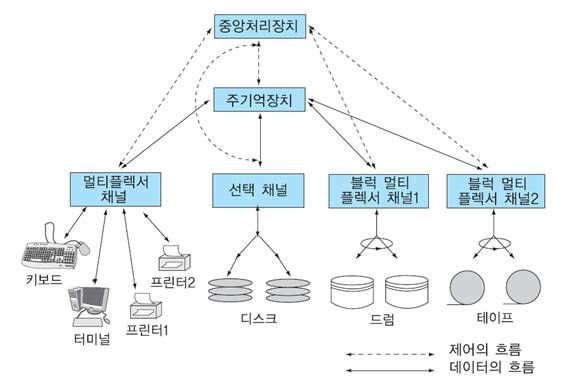 중앙처리장치
주기억장치
멀티플렉서
채널
선택 채널
블럭 멀티
플렉서 채널1
블럭 멀티
플렉서 채널2
키보드
터미널
프린터1
프린터2
디스크
드럼
테이프
제어의 흐름
데이터의 흐름